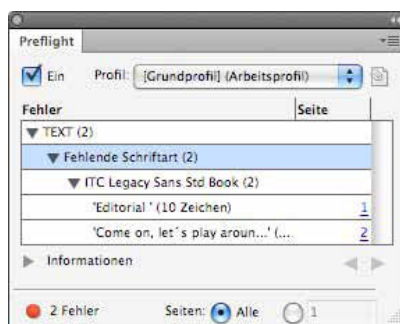 Preflight
Ein Profil: [Grundprofil] (Arbeitsprofil)
Fehler Seite
TEXT (2)
Fehlende Schriftart (2)
ITC Legacy Sans Std Book (2)
'Editorial ' (10 Zeichen) 1
'Come on, let´s play aroun...' (... 2
Informationen
2 Fehler Seiten: Alle 1